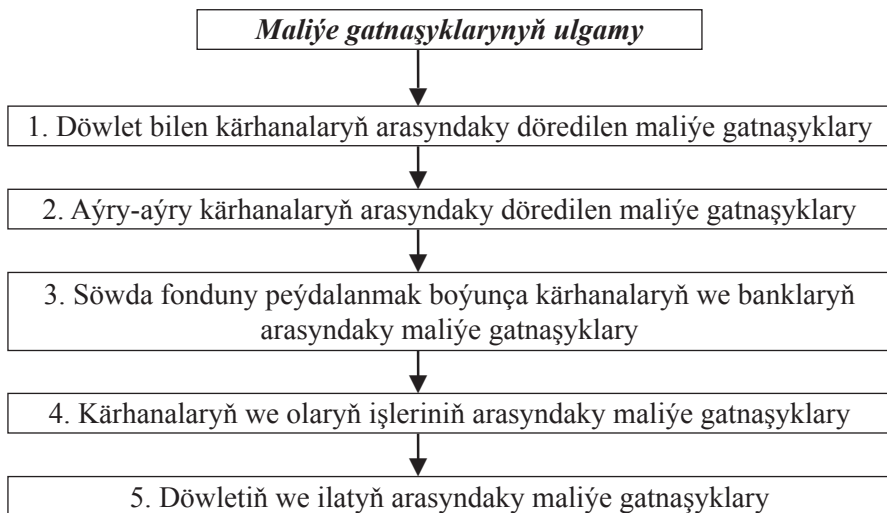 Maliýe gatnaşyklarynyň ulgamy
1. Döwlet bilen kärhanalaryň arasyndaky döredilen maliýe gatnaşyklary
2. Aýry-aýry kärhanalaryň arasyndaky döredilen maliýe gatnaşyklary
3. Söwda fonduny peýdalanmak boýunça kärhanalaryň we banklaryň
arasyndaky maliýe gatnaşyklary
4. Kärhanalaryň we olaryň işleriniň arasyndaky maliýe gatnaşyklary
5. Döwletiň we ilatyň arasyndaky maliýe gatnaşyklary